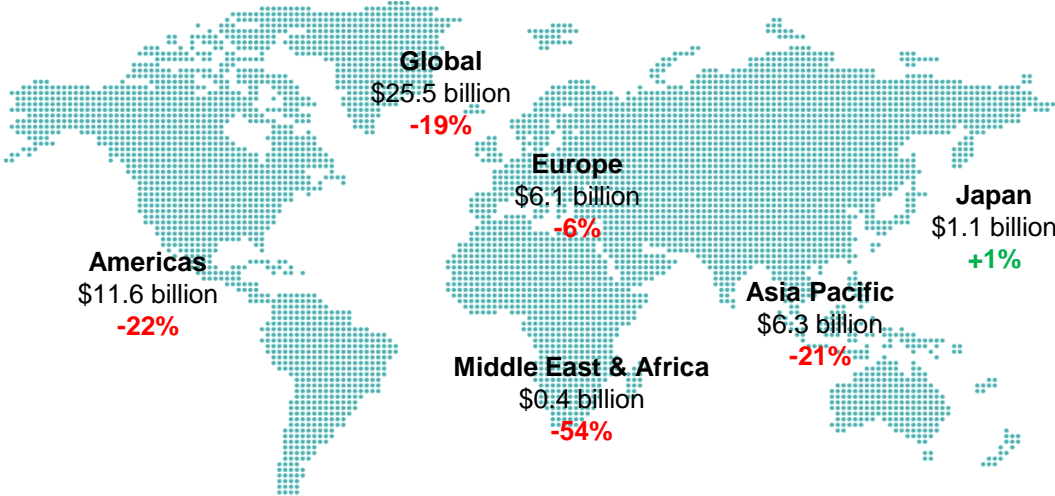 Global
$25.5 billion
-19%
Europe
$6.1 billion
-6%
Japan
$1.1 billion
+1%
Americas
$11.6 billion
-22%
Asia Pacific
$6.3 billion
-21%
Middle East & Africa
$0.4 billion
-54%